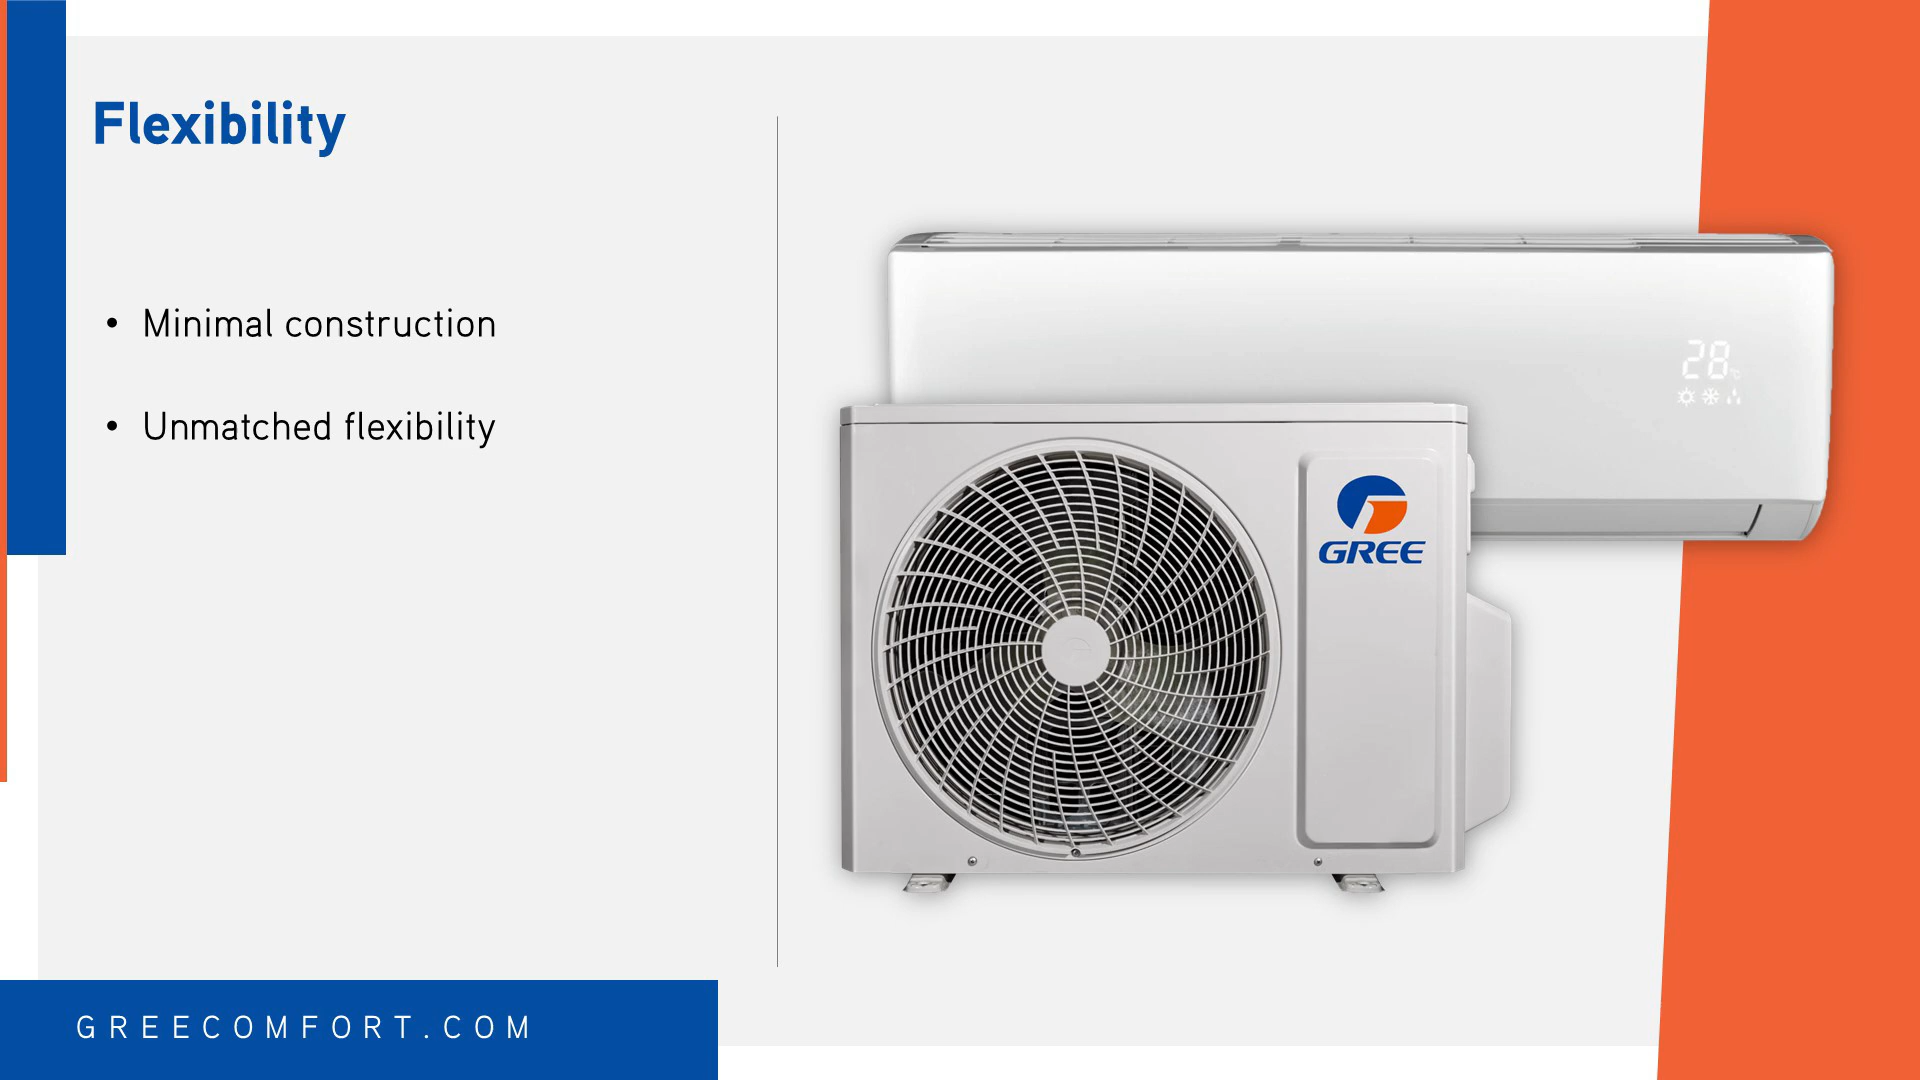 Flexibility
• Minimal construction
• Unmatched flexibility
28°C
GREE
GREECOMFORT.COM